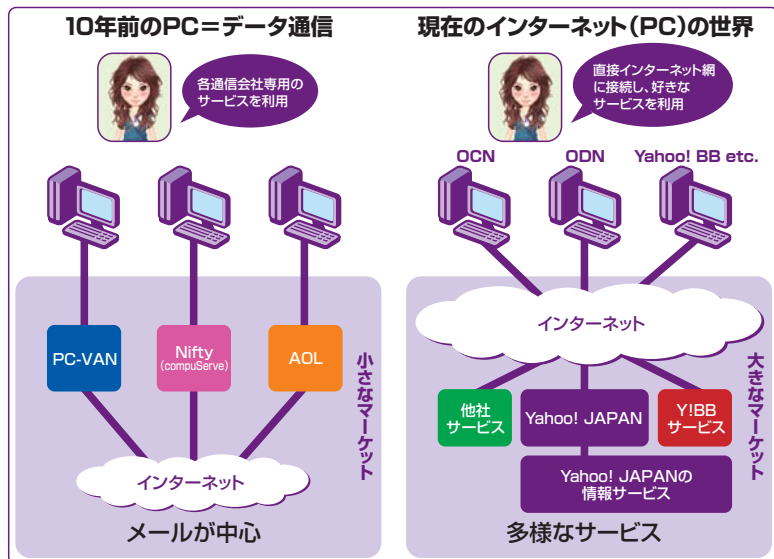 10年前のPC=データ通信
各通信会社専用の
サービスを利用
PC-VAN
Nifty
(compuServe)
AOL
小さなマーケット
インターネット
メールが中心
現在のインターネット(PC)の世界
直接インターネット網
に接続し、好きな
サービスを利用
OCN
ODN
Yahoo! BB etc.
インターネット
大きなマーケット
他社
サービス
Yahoo! JAPAN
Y!BB
サービス
Yahoo! JAPANの
情報サービス
多様なサービス